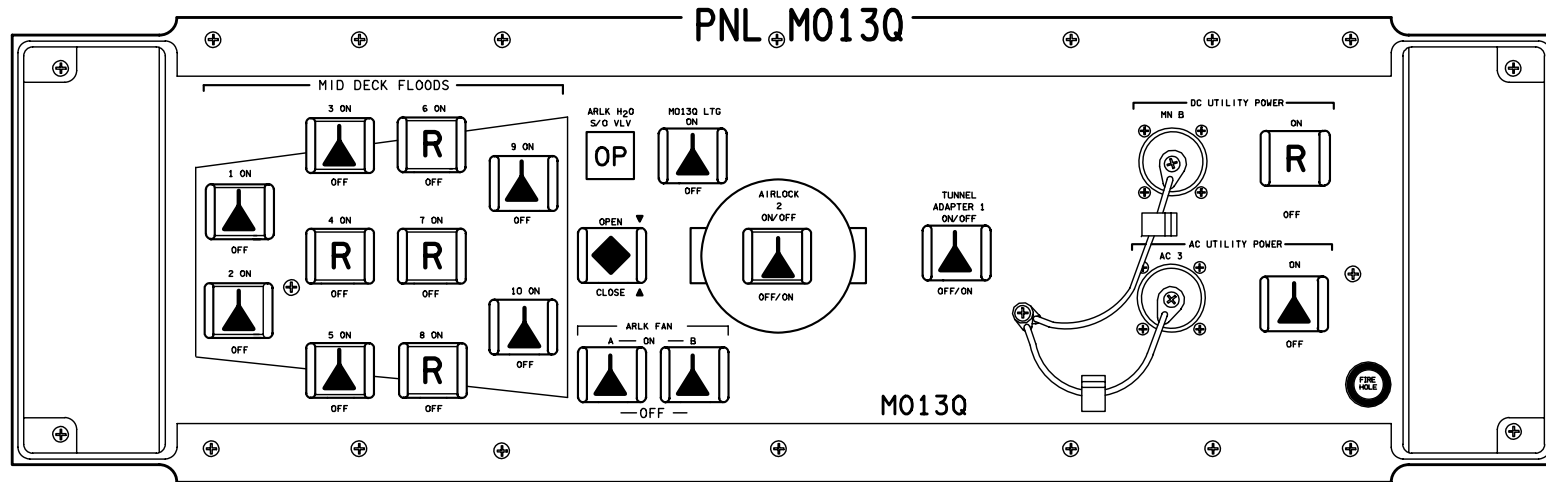 PNL MO13Q
MID DECK FLOODS
1 ON
OFF
2 ON
OFF
3 ON
OFF
4 ON
R
OFF
5 ON
OFF
6 ON
R
OFF
7 ON
R
OFF
8 ON
R
OFF
9 ON
OFF
10 ON
OFF
ARLK H₂O
S/O VLV
OP
OPEN
CLOSE
MO13Q LTG
ON
OFF
AIRLOCK
2
ON/OFF
OFF/ON
ARLK FAN
A — ON — B
OFF
TUNNEL
ADAPTER 1
ON/OFF
OFF/ON
MO13Q
DC UTILITY POWER
MN B
ON
R
OFF
AC UTILITY POWER
AC 3
ON
OFF
FIRE
HOLE